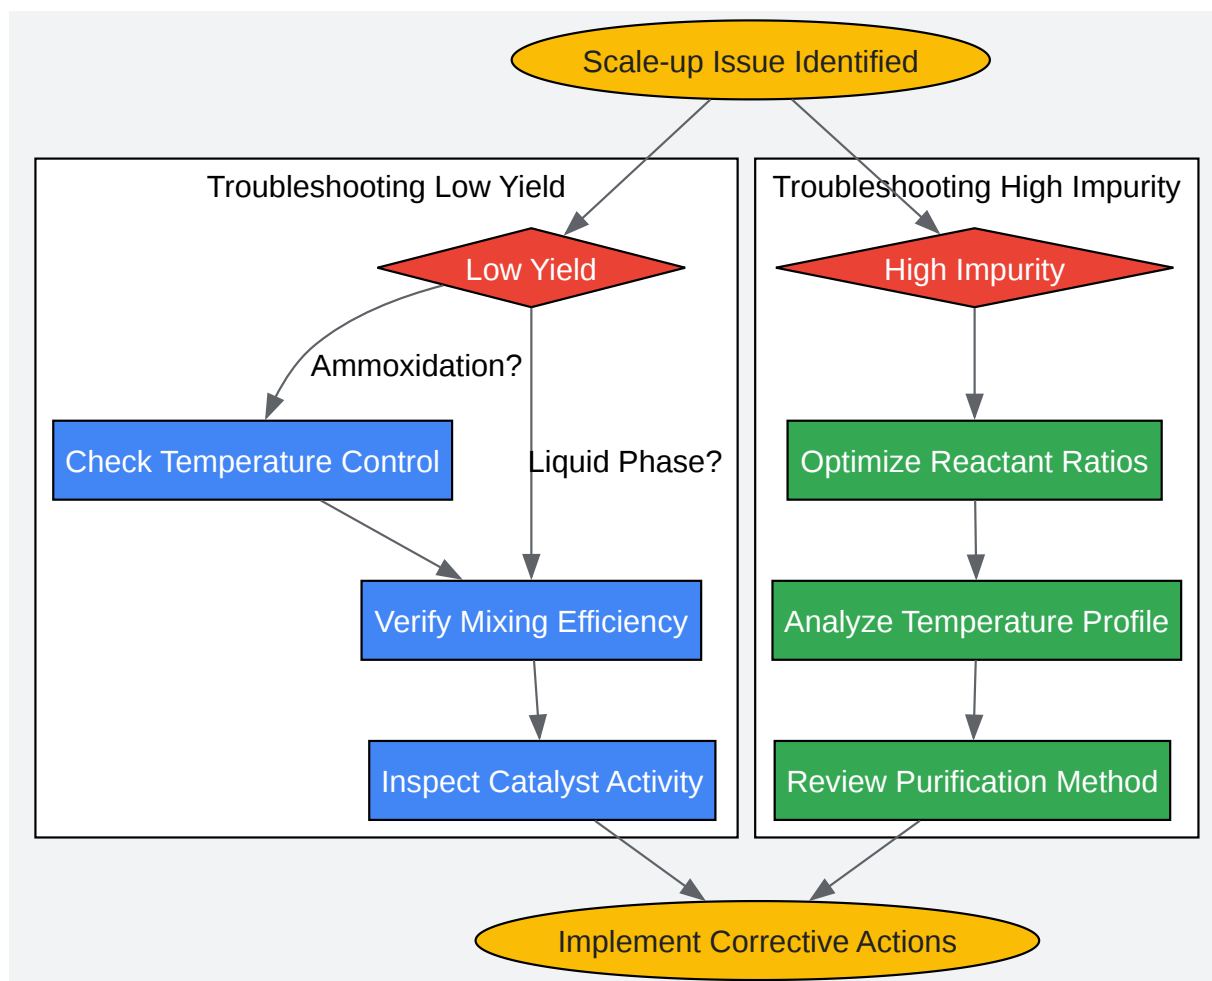 Scale-up Issue Identified
Troubleshooting Low Yield
Troubleshooting High Impurity
Low Yield
High Impurity
Ammoxidation?
Check Temperature Control
Liquid Phase?
Optimize Reactant Ratios
Verify Mixing Efficiency
Analyze Temperature Profile
Inspect Catalyst Activity
Review Purification Method
Implement Corrective Actions